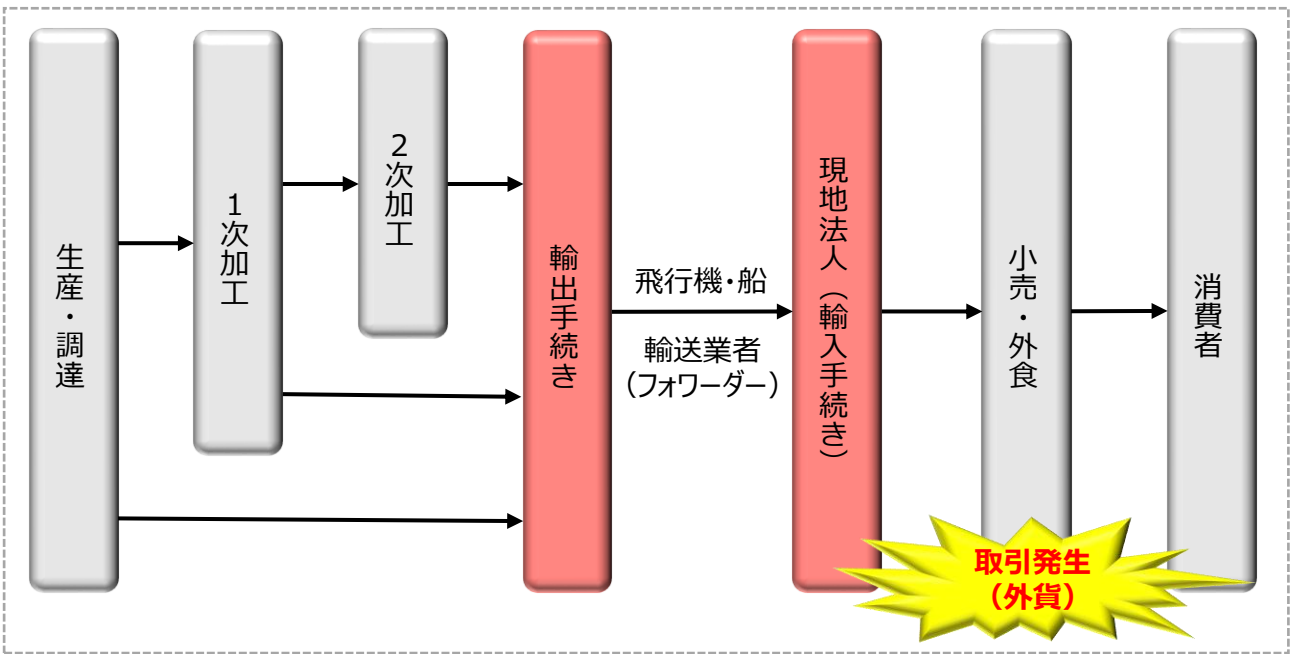 生産・調達
1次加工
2次加工
輸出手続き
飛行機・船
輸送業者
（フォワーダー）
現地法人（輸入手続き）
小売・外食
消費者
取引発生
（外貨）